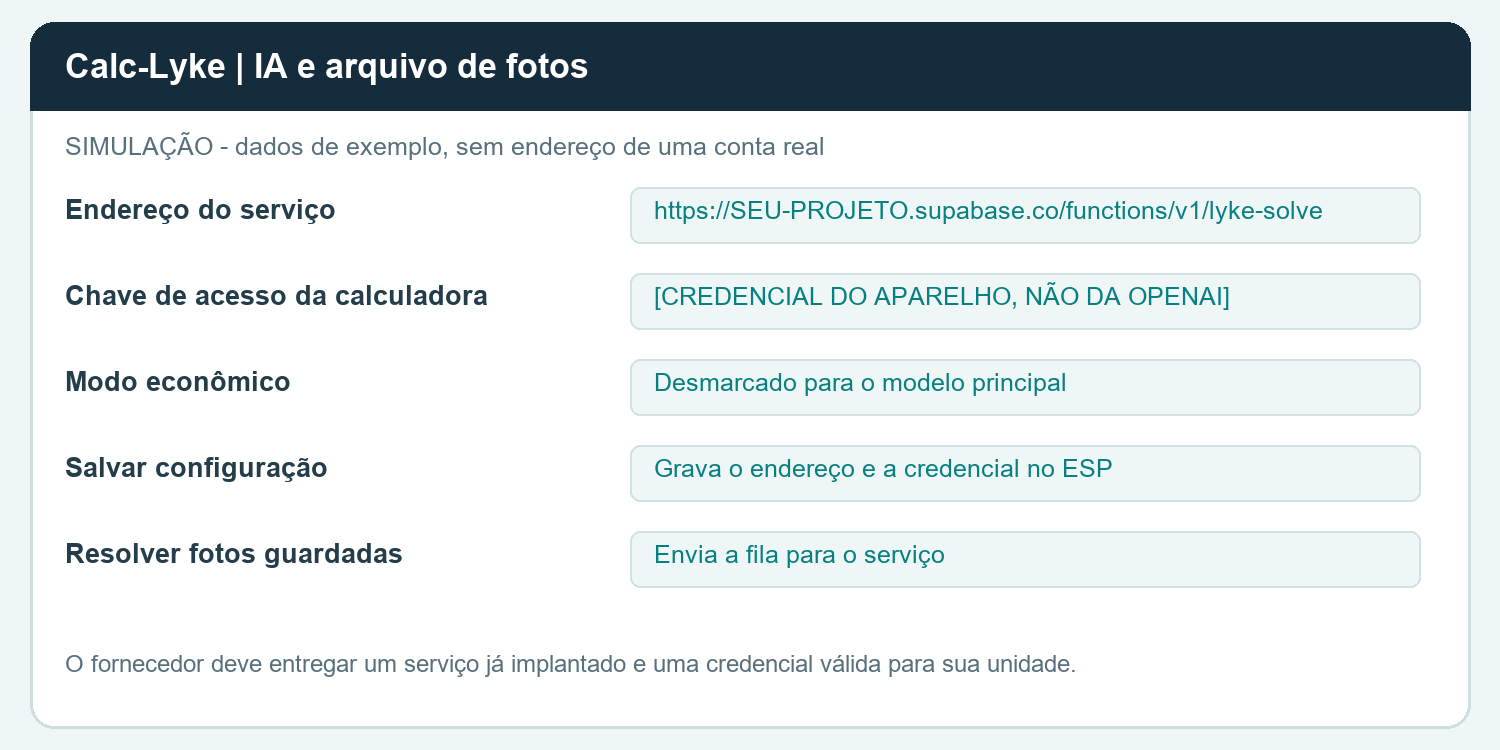 Calc-Lyke | IA e arquivo de fotos
SIMULAÇÃO - dados de exemplo, sem endereço de uma conta real
Endereço do serviço
https://SEU-PROJETO.supabase.co/functions/v1/lyke-solve
Chave de acesso da calculadora
[CREDENCIAL DO APARELHO, NÃO DA OPENAI]
Modo econômico
Desmarcado para o modelo principal
Salvar configuração
Grava o endereço e a credencial no ESP
Resolver fotos guardadas
Envia a fila para o serviço
O fornecedor deve entregar um serviço já implantado e uma credencial válida para sua unidade.